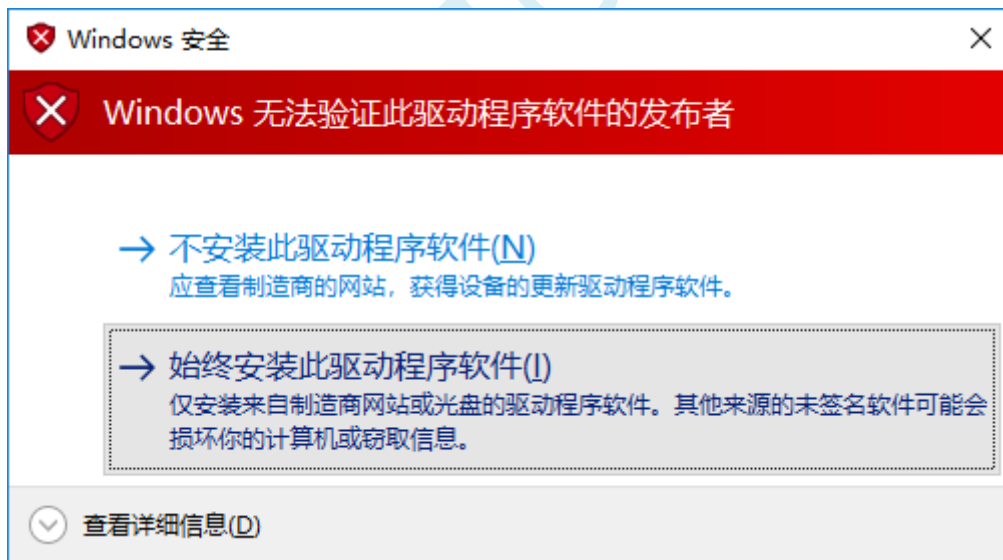 Windows 安全
Windows 无法验证此驱动程序软件的发布者
不安装此驱动程序软件(N)
应查看制造商的网站，获得设备的更新驱动程序软件。
始终安装此驱动程序软件(I)
仅安装来自制造商网站或光盘的驱动程序软件。其他来源的未签名软件可能会
损坏你的计算机或窃取信息。
查看详细信息(D)